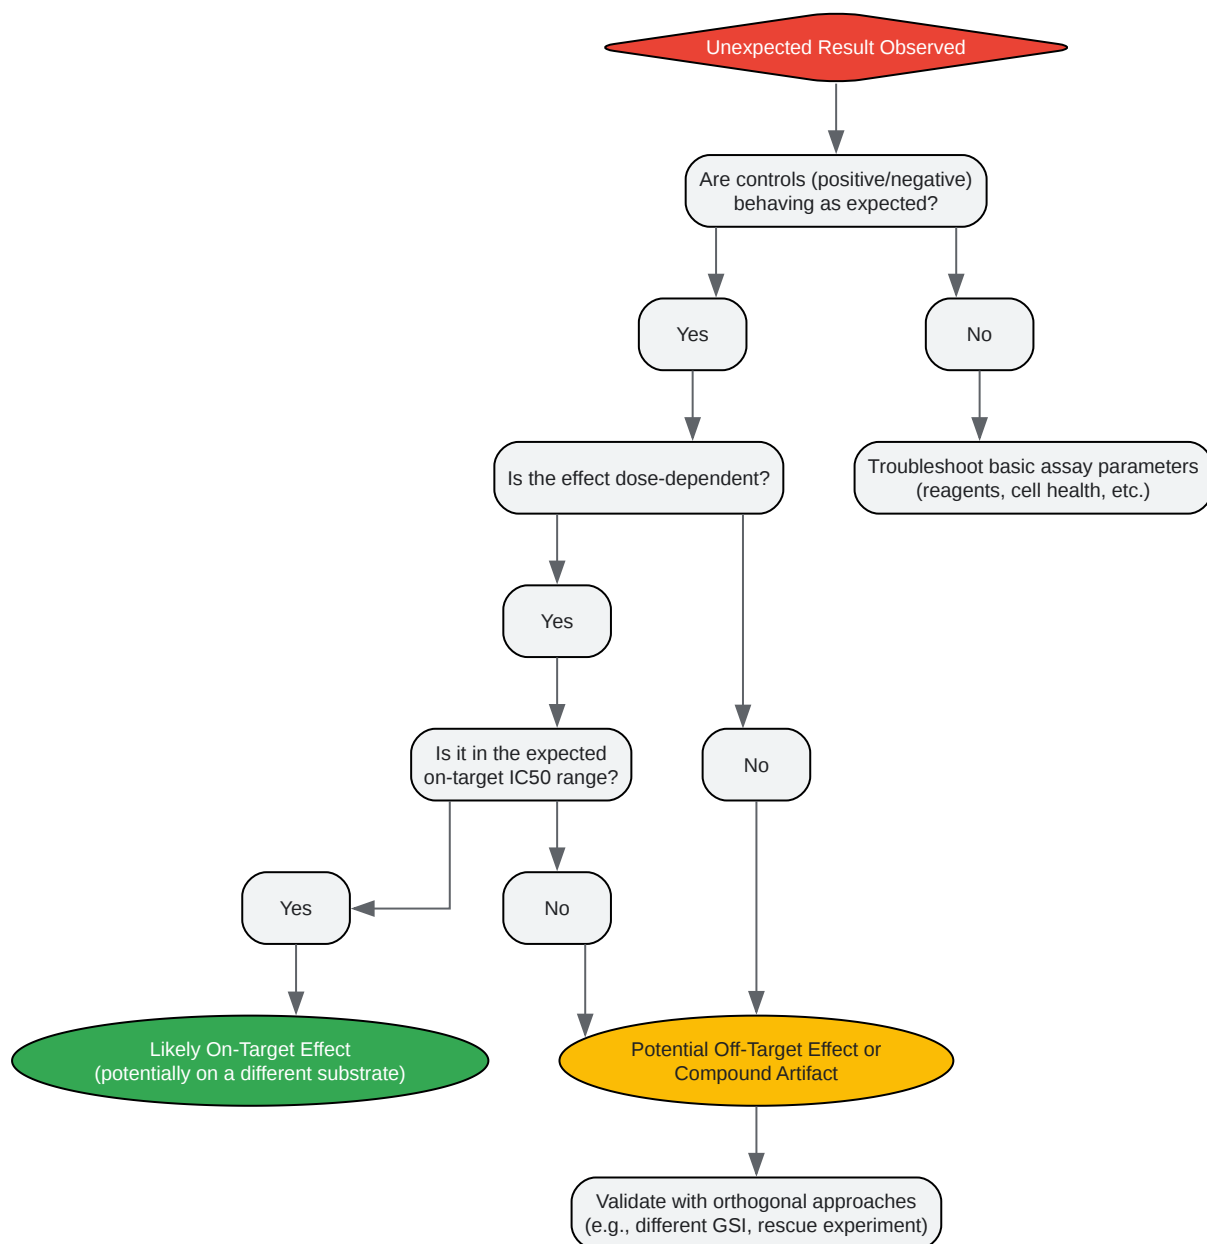 Unexpected Result Observed
Are controls (positive/negative)
behaving as expected?
Yes
No
Is the effect dose-dependent?
Troubleshoot basic assay parameters
(reagents, cell health, etc.)
Yes
Is it in the expected
on-target IC50 range?
No
Yes
No
Likely On-Target Effect
(potentially on a different substrate)
Potential Off-Target Effect or
Compound Artifact
Validate with orthogonal approaches
(e.g., different GSI, rescue experiment)